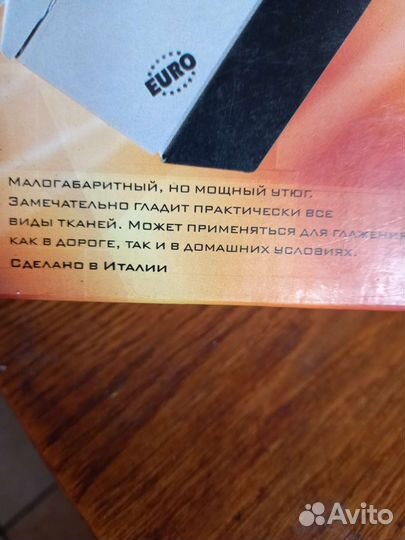 EURO
Малогабаритный, но мощный утюг.
Замечательно гладит практически все
виды тканей. Может применяться для глажения
как в дороге, так и в домашних условиях.
Сделано в Италии
Avito